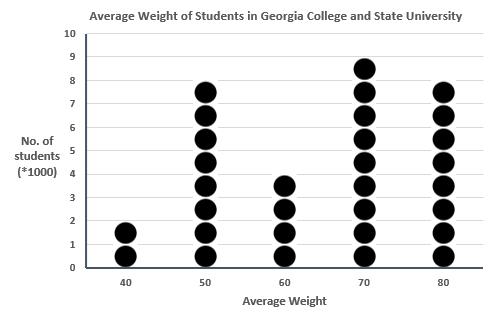 Average Weight of Students in Georgia College and State University
10
9
8
7
6
5
4
3
2
1
0
No. of
students
(*1000)
40 50 60 70 80
Average Weight